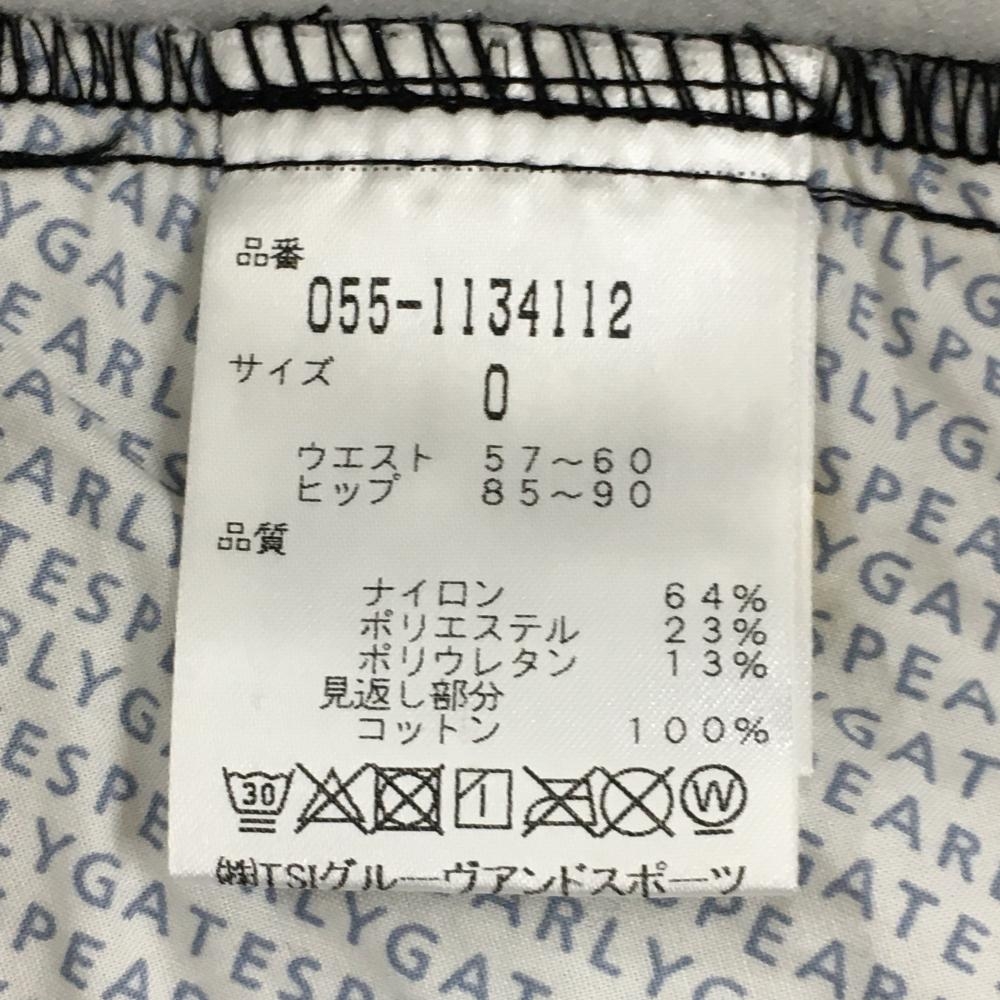 品番
055-1134112
サイズ 0
ウエスト 57～60
ヒップ 85～90
品質
ナイロン 64%
ポリエステル 23%
ポリウレタン 13%
見返し部分
コットン 100%
30 W
㈱TSIグルーヴアンドスポーツ
PEARLYGATES